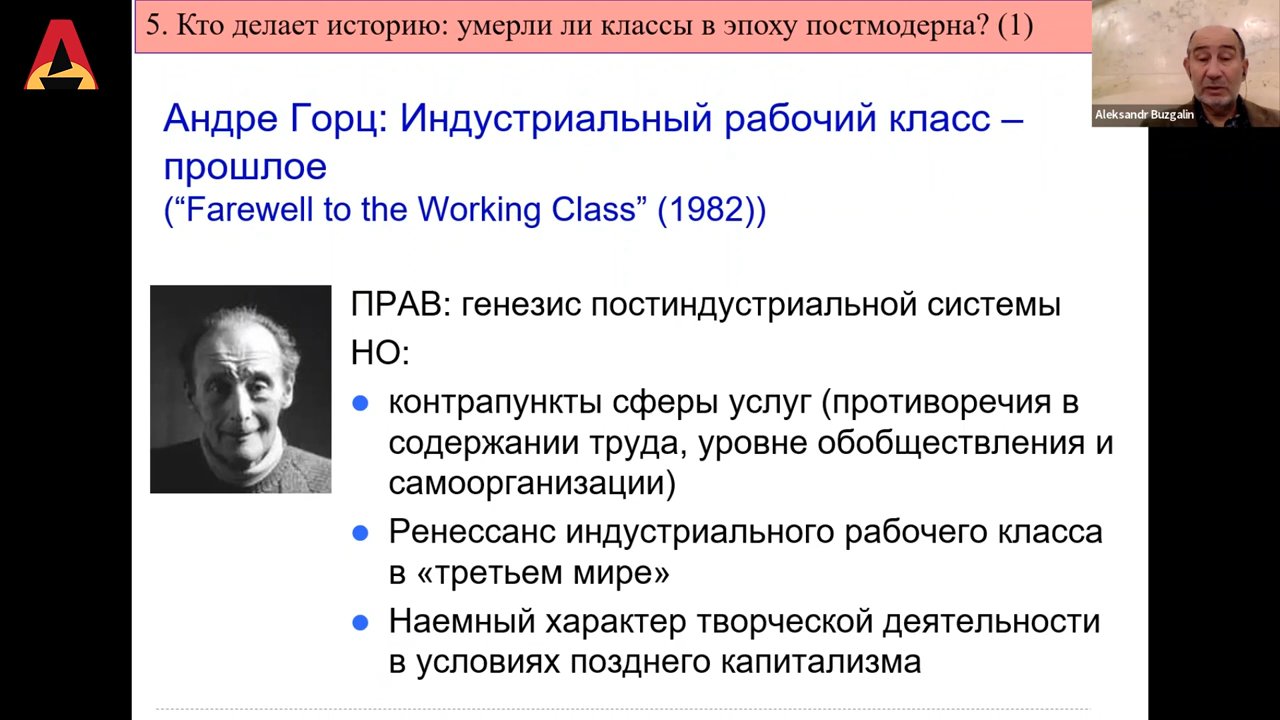 5. Кто делает историю: умерли ли классы в эпоху постмодерна? (1)
Aleksandr Buzgalin
Андре Горц: Индустриальный рабочий класс –
прошлое
(“Farewell to the Working Class” (1982))
ПРАВ: генезис постиндустриальной системы
НО:
контрапункты сферы услуг (противоречия в
содержании труда, уровне обобществления и
самоорганизации)
Ренессанс индустриального рабочего класса
в «третьем мире»
Наемный характер творческой деятельности
в условиях позднего капитализма